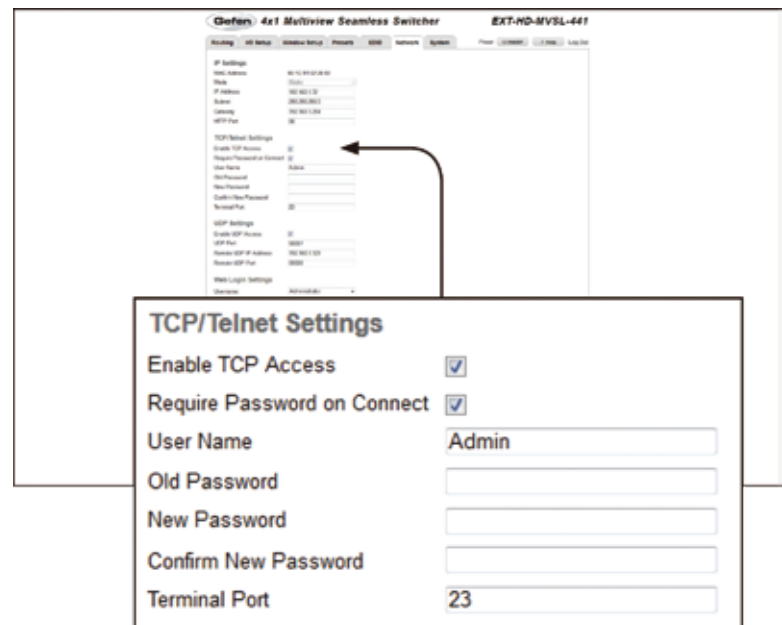 Gefen 4x1 Multiview Seamless Switcher EXT-HD-MVSL-441
Routing I/O Setup Window Setup Presets EDID Network System Log Out
IP Settings
MAC Address
Mode
IP Address
Subnet
Gateway
HTTP Port
TCP/Telnet Settings
Enable TCP Access
Require Password on Connect
User Name Admin
Old Password
New Password
Confirm New Password
Terminal Port 23
UDP Settings
Enable UDP Access
UDP Port
Remote UDP IP Address
Remote UDP Port
Web Login Settings
Username Administrator
TCP/Telnet Settings
Enable TCP Access
Require Password on Connect
User Name Admin
Old Password
New Password
Confirm New Password
Terminal Port 23